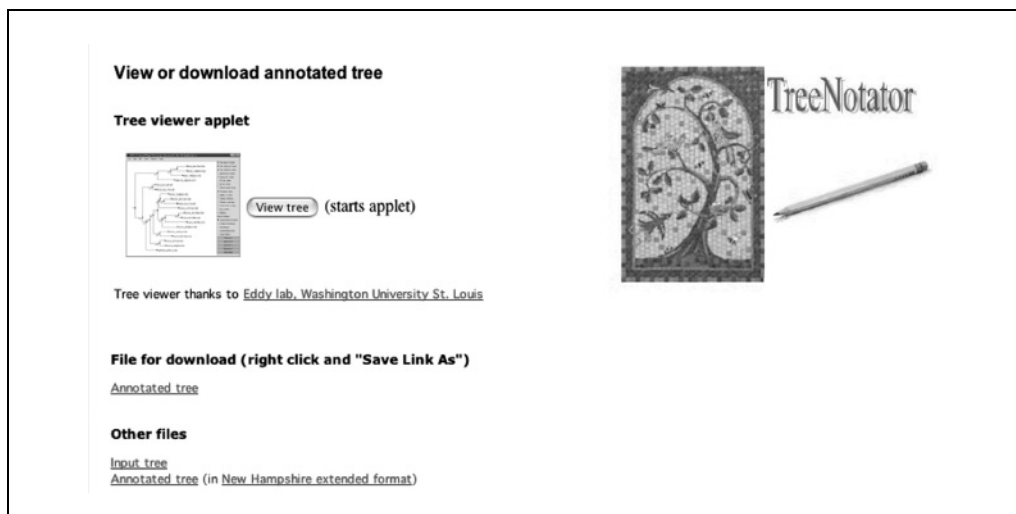 View or download annotated tree
TreeNotator
Tree viewer applet
View tree (starts applet)
Tree viewer thanks to Eddy lab, Washington University St. Louis
File for download (right click and "Save Link As")
Annotated tree
Other files
Input tree
Annotated tree (in New Hampshire extended format)